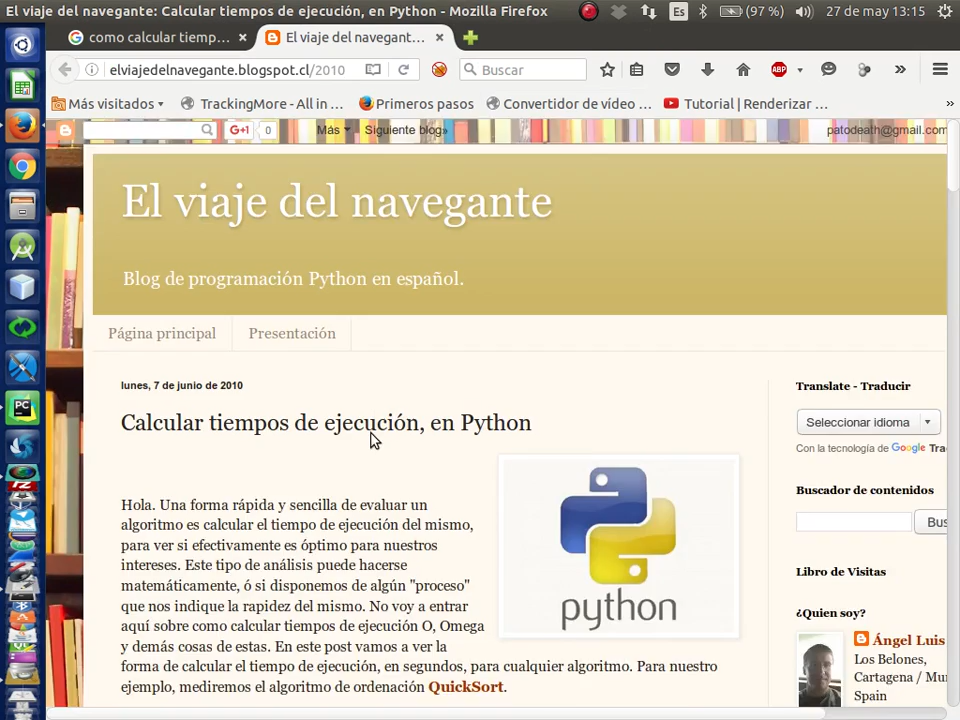 El viaje del navegante: Calcular tiempos de ejecución, en Python - Mozilla Firefox
Es
(97 %)
27 de may 13:15
como calcular tiemp...
El viaje del navegant...
elviajedelnavegante.blogspot.cl/2010
Buscar
ABP
Más visitados
TrackingMore - All in ...
Primeros pasos
Convertidor de vídeo ...
Tutorial | Renderizar ...
G+1
0
Más
Siguiente blog»
patodeath@gmail.com
El viaje del navegante
Blog de programación Python en español.
Página principal
Presentación
lunes, 7 de junio de 2010
Calcular tiempos de ejecución, en Python
Hola. Una forma rápida y sencilla de evaluar un
algoritmo es calcular el tiempo de ejecución del mismo,
para ver si efectivamente es óptimo para nuestros
intereses. Este tipo de análisis puede hacerse
matemáticamente, ó si disponemos de algún "proceso"
que nos indique la rapidez del mismo. No voy a entrar
aquí sobre como calcular tiempos de ejecución O, Omega
y demás cosas de estas. En este post vamos a ver la
forma de calcular el tiempo de ejecución, en segundos, para cualquier algoritmo. Para nuestro
ejemplo, mediremos el algoritmo de ordenación QuickSort.
python
Translate - Traducir
Seleccionar idioma
Con la tecnología de Google Tra
Buscador de contenidos
Bus
Libro de Visitas
¿Quien soy?
Ángel Luis
Los Belones,
Cartagena / Mu
Spain
PC